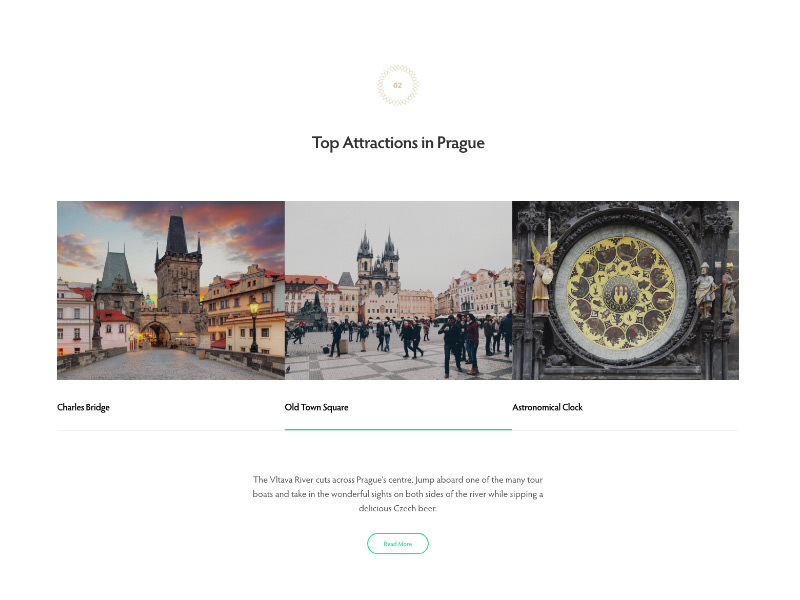 02
Top Attractions in Prague
Charles Bridge
Old Town Square
Astronomical Clock
The Vltava River cuts across Prague's centre. Jump aboard one of the many tour
boats and take in the wonderful sights on both sides of the river while sipping a
delicious Czech beer.
Read More